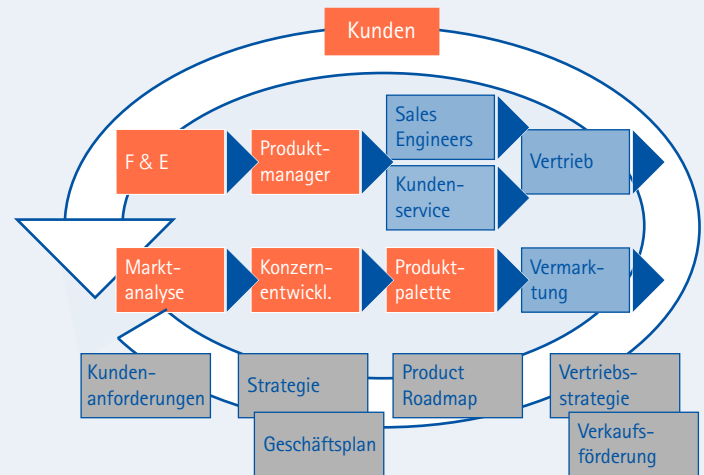 Kunden
F & E
Produkt-
manager
Sales
Engineers
Kunden-
service
Vertrieb
Markt-
analyse
Konzern-
entwickl.
Produkt-
palette
Vermark-
tung
Kunden-
anforderungen
Strategie
Geschäftsplan
Product
Roadmap
Vertriebs-
strategie
Verkaufs-
förderung